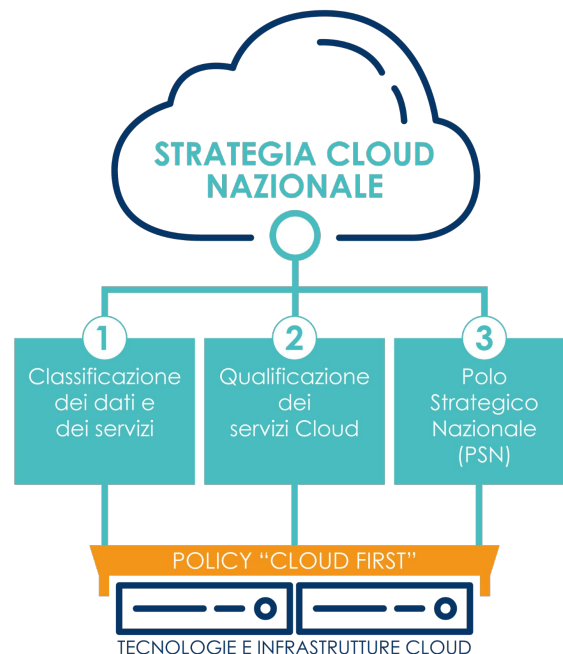 STRATEGIA CLOUD
NAZIONALE
1
Classificazione
dei dati e
dei servizi
2
Qualificazione
dei
servizi Cloud
3
Polo
Strategico
Nazionale
(PSN)
POLICY “CLOUD FIRST”
TECNOLOGIE E INFRASTRUTTURE CLOUD